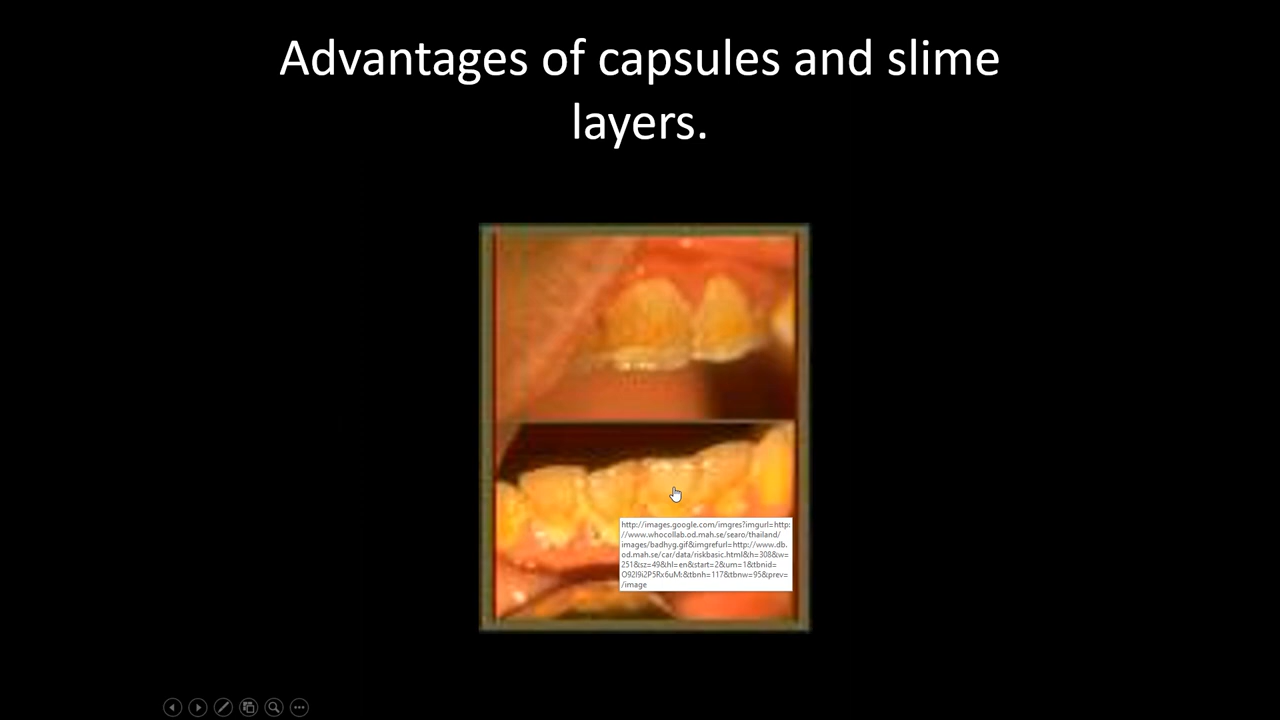 Advantages of capsules and slime
layers.
http://images.google.com/imgres?imgurl=http:
//www.whocollab.od.mah.se/searo/thailand/
images/badhyg.gif&imgrefurl=http://www.db.
od.mah.se/car/data/riskbasic.html&h=308&w=
251&sz=49&hl=en&start=2&um=1&tbnid=
O92I9i2P5Rx6uM:&tbnh=117&tbnw=95&prev=
/image